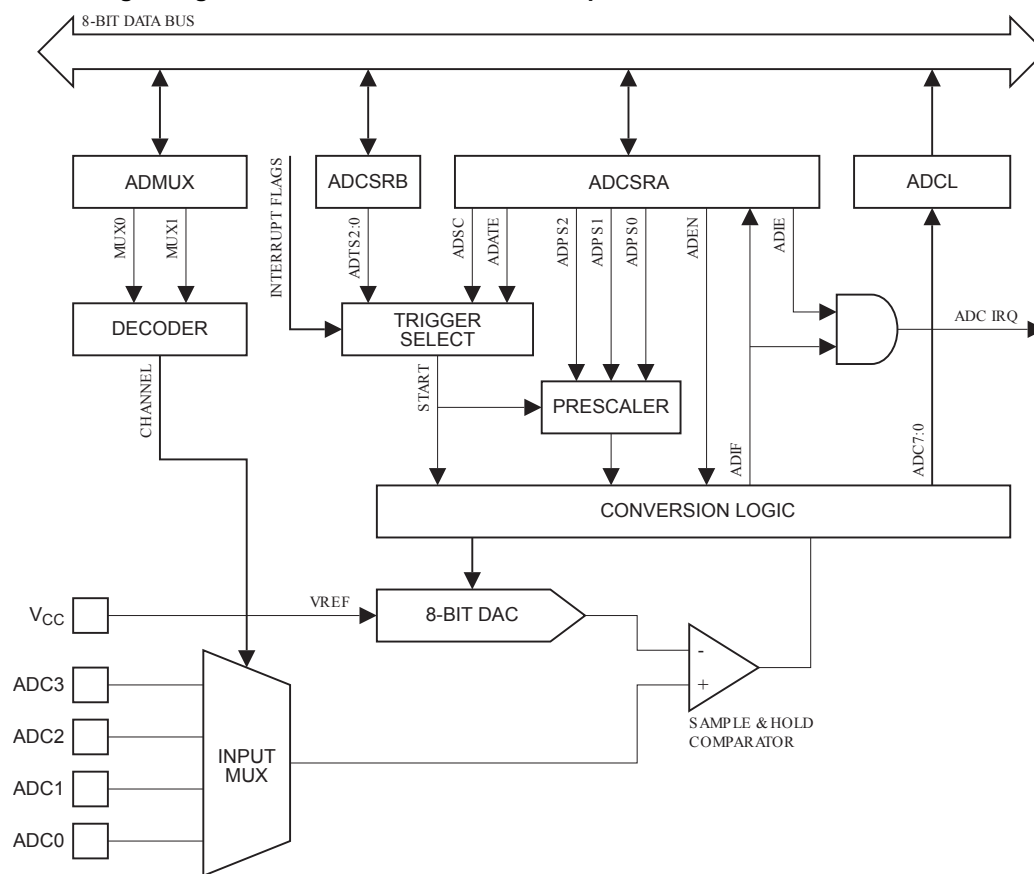 8-BIT DATA BUS
ADMUX
ADCSRB
ADCSRA
ADCL
INTERRUPT FLAGS
MUX0
MUX1
ADTS2:0
ADSC
ADATE
ADPS2
ADPS1
ADPS0
ADEN
ADIE
DECODER
TRIGGER
SELECT
ADC IRQ
CHANNEL
START
PRESCALER
ADIF
ADC7:0
CONVERSION LOGIC
VCC
VREF
8-BIT DAC
-
+
SAMPLE & HOLD
COMPARATOR
ADC3
ADC2
ADC1
ADC0
INPUT
MUX